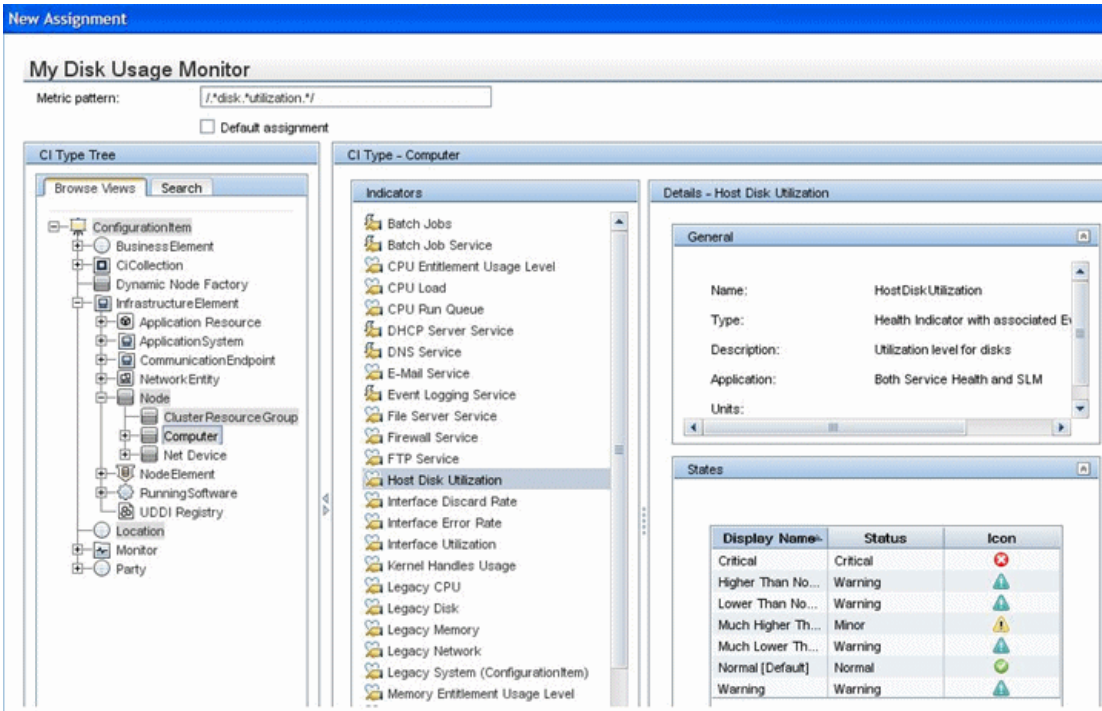 New Assignment
My Disk Usage Monitor
Metric pattern:
/.*disk.*utilization.*/
Default assignment
CI Type Tree
Browse Views
Search
ConfigurationItem
BusinessElement
CiCollection
Dynamic Node Factory
InfrastructureElement
Application Resource
ApplicationSystem
CommunicationEndpoint
NetworkEntity
Node
ClusterResourceGroup
Computer
Net Device
NodeElement
RunningSoftware
UDDI Registry
Location
Monitor
Party
CI Type - Computer
Indicators
Batch Jobs
Batch Job Service
CPU Entitlement Usage Level
CPU Load
CPU Run Queue
DHCP Server Service
DNS Service
E-Mail Service
Event Logging Service
File Server Service
Firewall Service
FTP Service
Host Disk Utilization
Interface Discard Rate
Interface Error Rate
Interface Utilization
Kernel Handles Usage
Legacy CPU
Legacy Disk
Legacy Memory
Legacy Network
Legacy System (ConfigurationItem)
Memory Entitlement Usage Level
Details - Host Disk Utilization
General
Name: HostDiskUtilization
Type: Health Indicator with associated Ev
Description: Utilization level for disks
Application: Both Service Health and SLM
Units:
States
Display Name Status Icon
Critical Critical
Higher Than No... Warning
Lower Than No... Warning
Much Higher Th... Minor
Much Lower Th... Warning
Normal [Default] Normal
Warning Warning